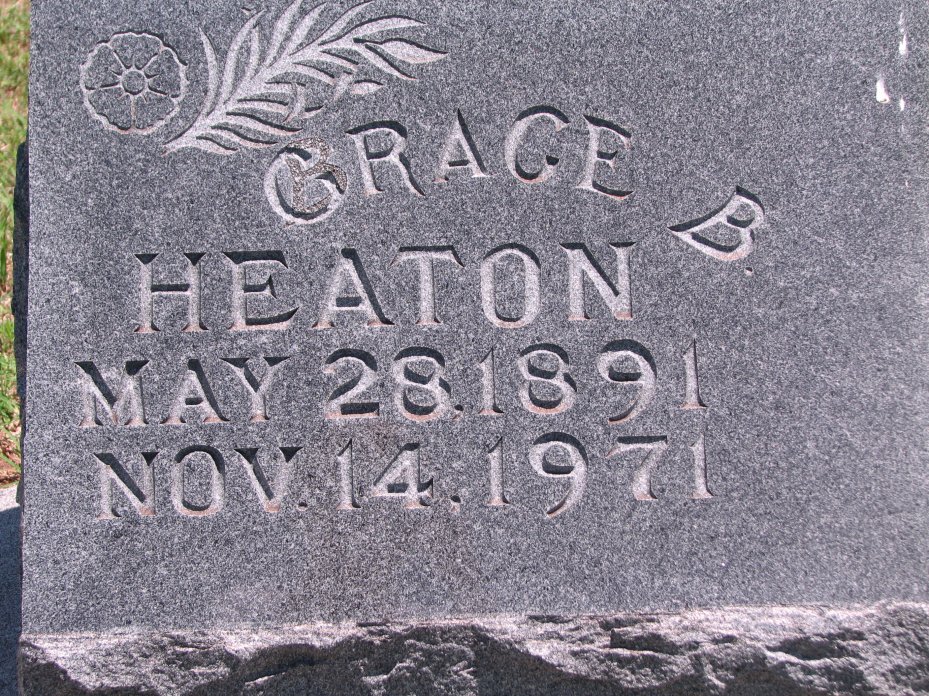 GRACE B.
HEATON
MAY 28, 1891
NOV. 14, 1971